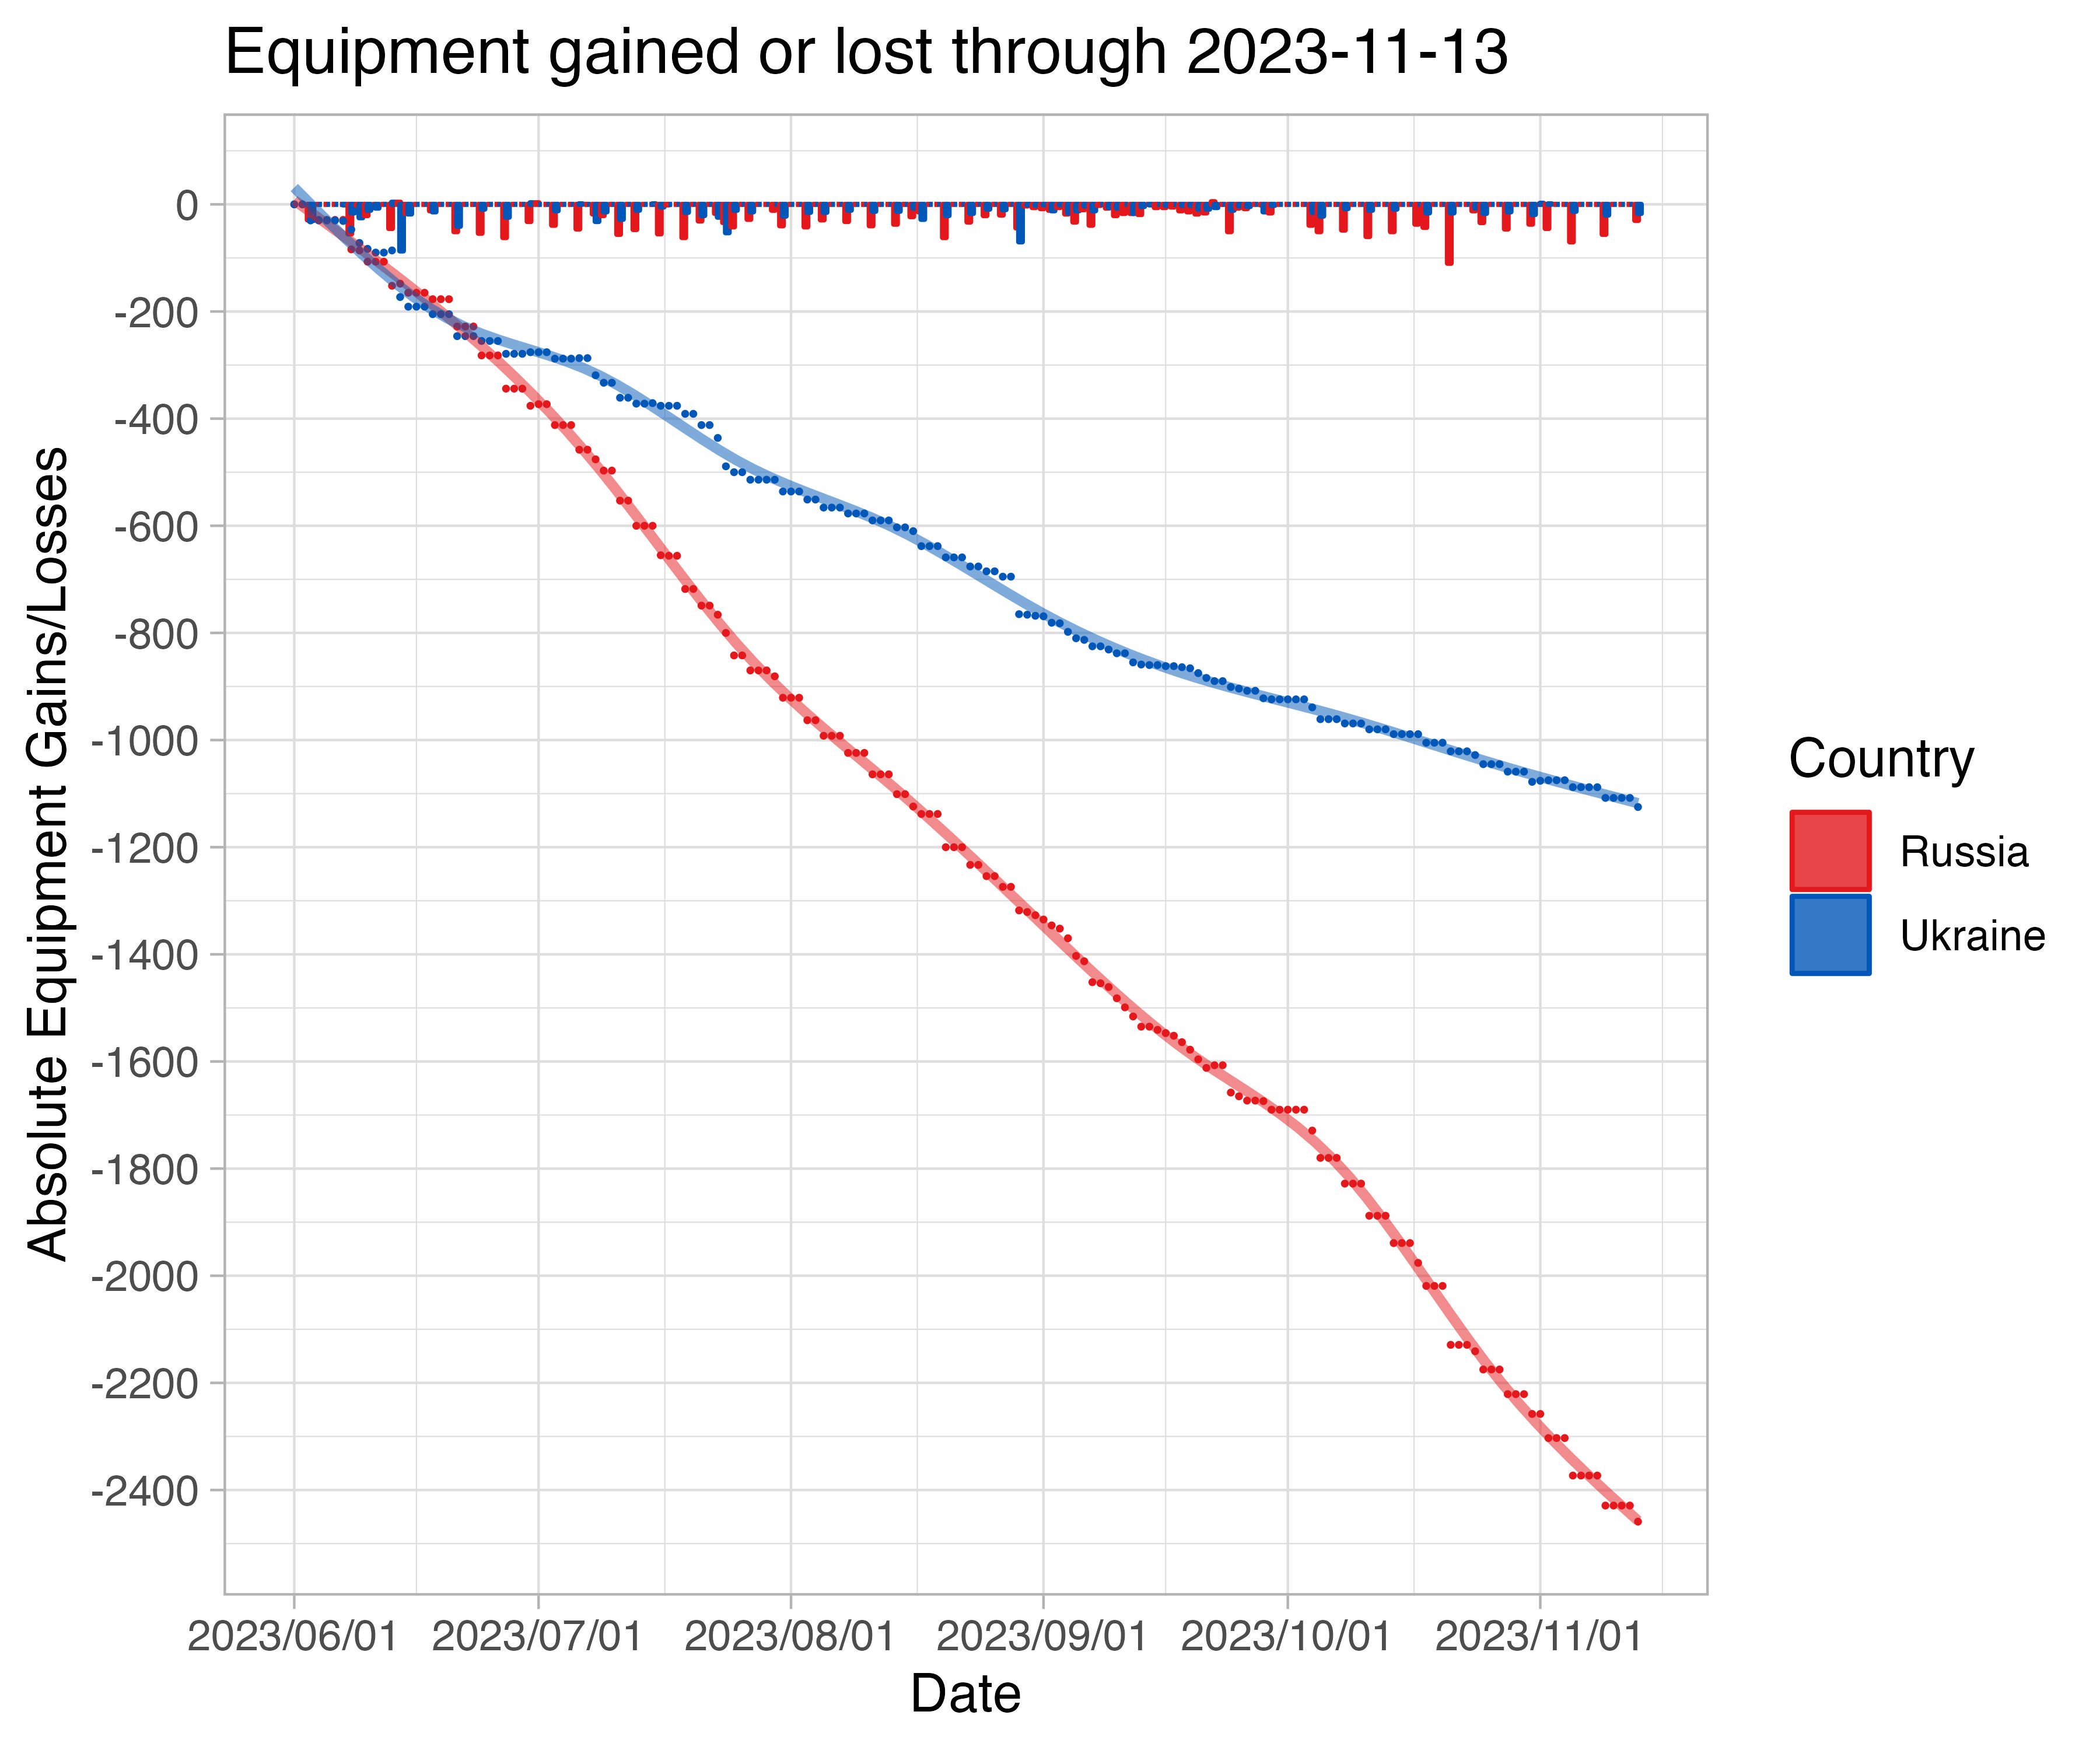 Equipment gained or lost through 2023-11-13
Absolute Equipment Gains/Losses
0
-200
-400
-600
-800
-1000
-1200
-1400
-1600
-1800
-2000
-2200
-2400
2023/06/01 2023/07/01 2023/08/01 2023/09/01 2023/10/01 2023/11/01
Date
Country
Russia
Ukraine